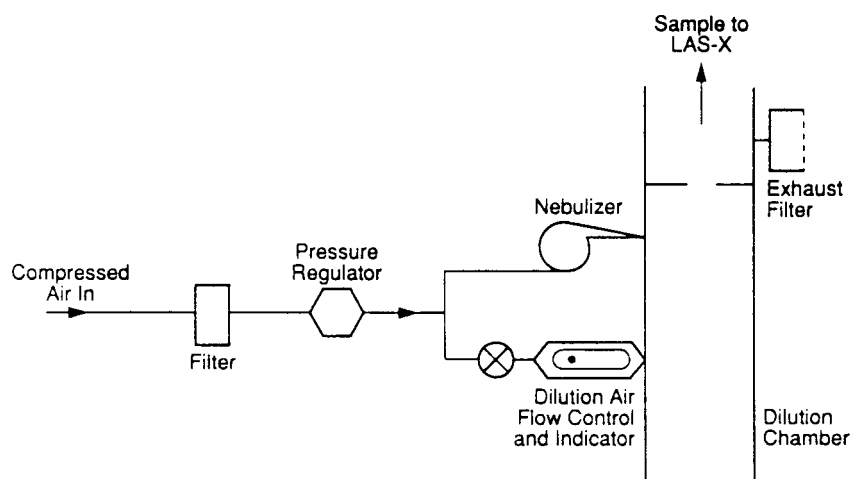 Sample to
LAS-X
Exhaust
Filter
Nebulizer
Pressure
Regulator
Compressed
Air In
Filter
Dilution Air
Flow Control
and Indicator
Dilution
Chamber